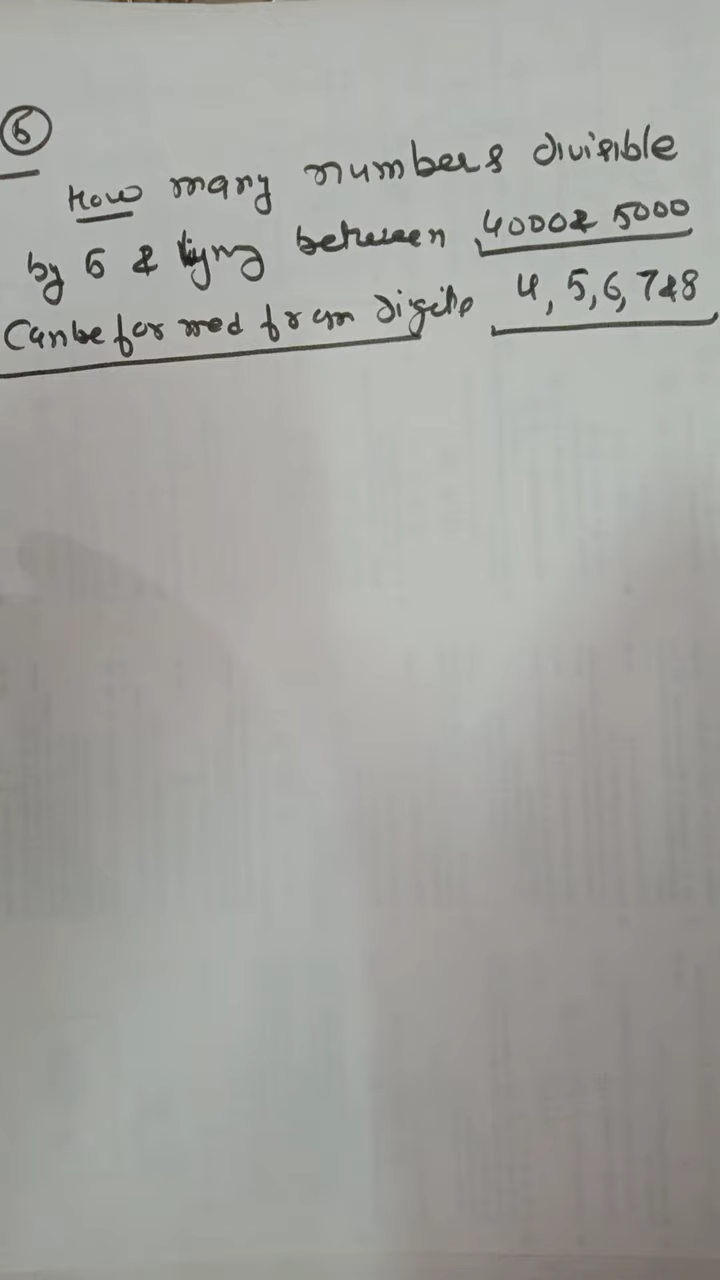 6
How many numbers divisible
by 5 & lying between 4000 & 5000
Can be formed from digits 4, 5, 6, 7 & 8